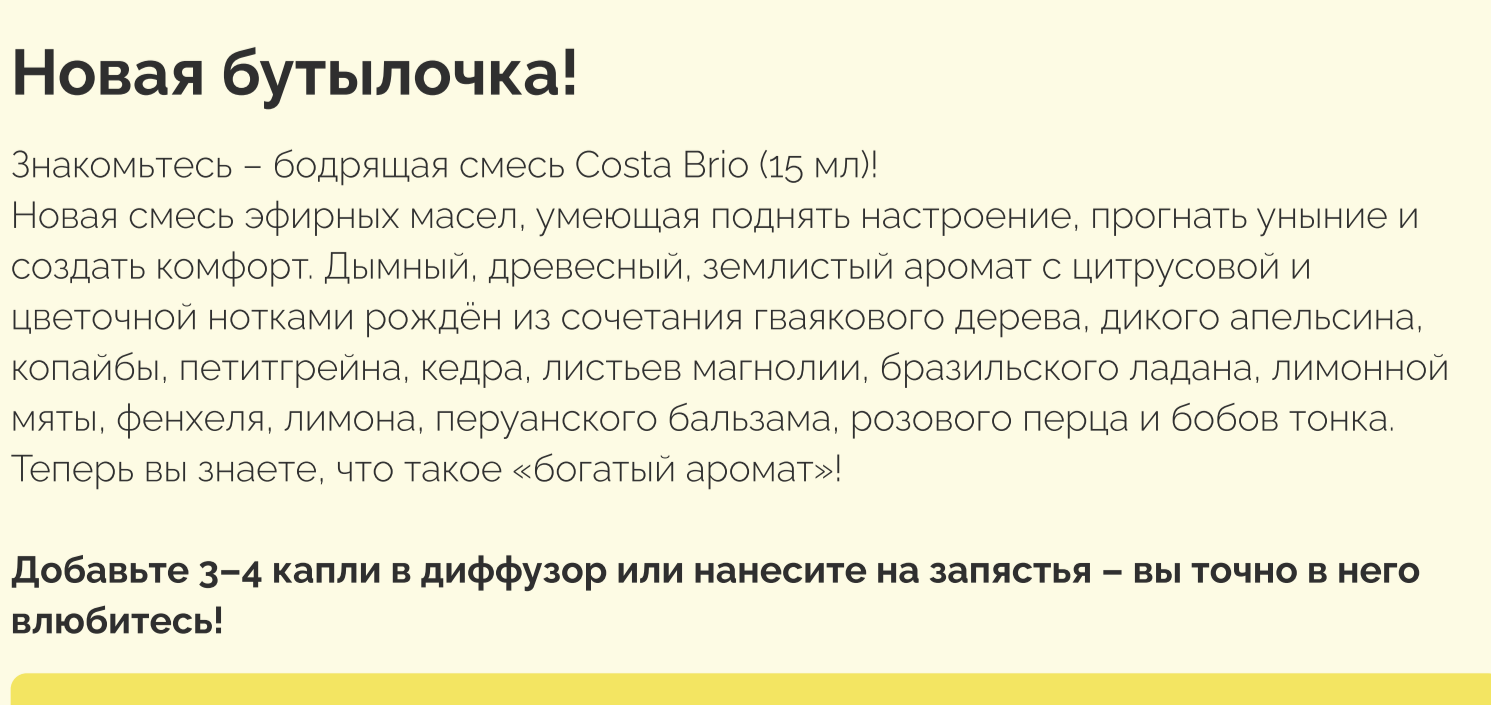 Новая бутылочка!
Знакомьтесь – бодрящая смесь Costa Brio (15 мл)!
Новая смесь эфирных масел, умеющая поднять настроение, прогнать уныние и
создать комфорт. Дымный, древесный, землистый аромат с цитрусовой и
цветочной нотками рождён из сочетания гваякового дерева, дикого апельсина,
копайбы, петитгрейна, кедра, листьев магнолии, бразильского ладана, лимонной
мяты, фенхеля, лимона, перуанского бальзама, розового перца и бобов тонка.
Теперь вы знаете, что такое «богатый аромат»!
Добавьте 3–4 капли в диффузор или нанесите на запястья – вы точно в него
влюбитесь!